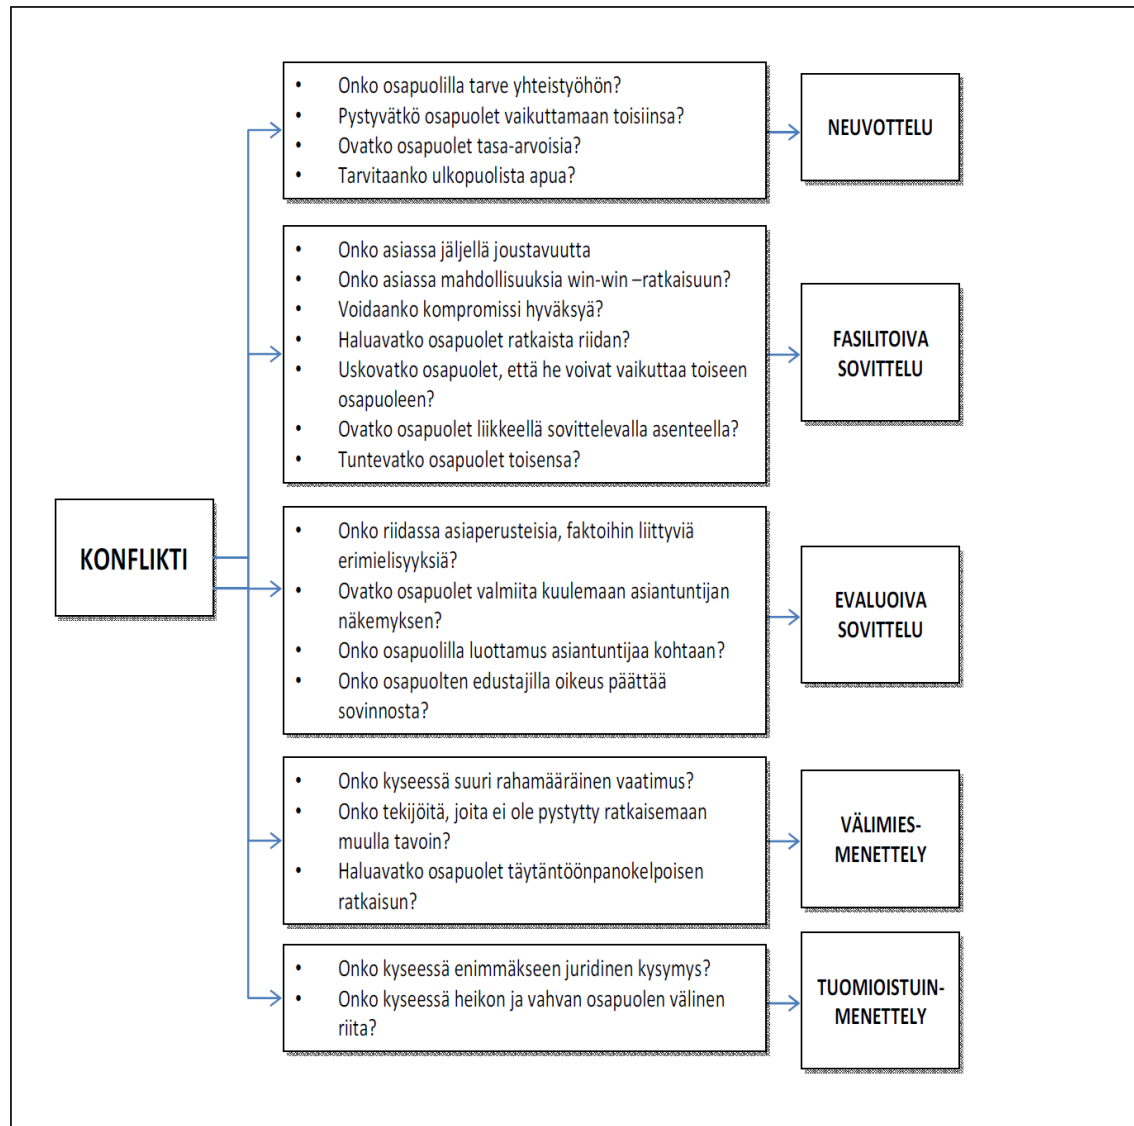 • Onko osapuolilla tarve yhteistyöhön?
• Pystyvätkö osapuolet vaikuttamaan toisiinsa?
• Ovatko osapuolet tasa-arvoisia?
• Tarvitaanko ulkopuolista apua?
NEUVOTTELU
• Onko asiassa jäljellä joustavuutta
• Onko asiassa mahdollisuuksia win-win –ratkaisuun?
• Voidaanko kompromissi hyväksyä?
• Haluavatko osapuolet ratkaista riidan?
• Uskovatko osapuolet, että he voivat vaikuttaa toiseen
osapuoleen?
• Ovatko osapuolet liikkeellä sovittelevalla asenteella?
• Tuntevatko osapuolet toisensa?
FASILITOIVA
SOVITTELU
KONFLIKTI
• Onko riidassa asiaperusteisia, faktoihin liittyviä
erimielisyyksiä?
• Ovatko osapuolet valmiita kuulemaan asiantuntijan
näkemyksen?
• Onko osapuolilla luottamus asiantuntijaa kohtaan?
• Onko osapuolten edustajilla oikeus päättää
sovinnosta?
EVALUOIVA
SOVITTELU
• Onko kyseessä suuri rahamääräinen vaatimus?
• Onko tekijöitä, joita ei ole pystytty ratkaisemaan
muulla tavoin?
• Haluavatko osapuolet täytäntöönpanokelpoisen
ratkaisun?
VÄLIMIES-
MENETTELY
• Onko kyseessä enimmäkseen juridinen kysymys?
• Onko kyseessä heikon ja vahvan osapuolen välinen
riita?
TUOMIOISTUIN-
MENETTELY